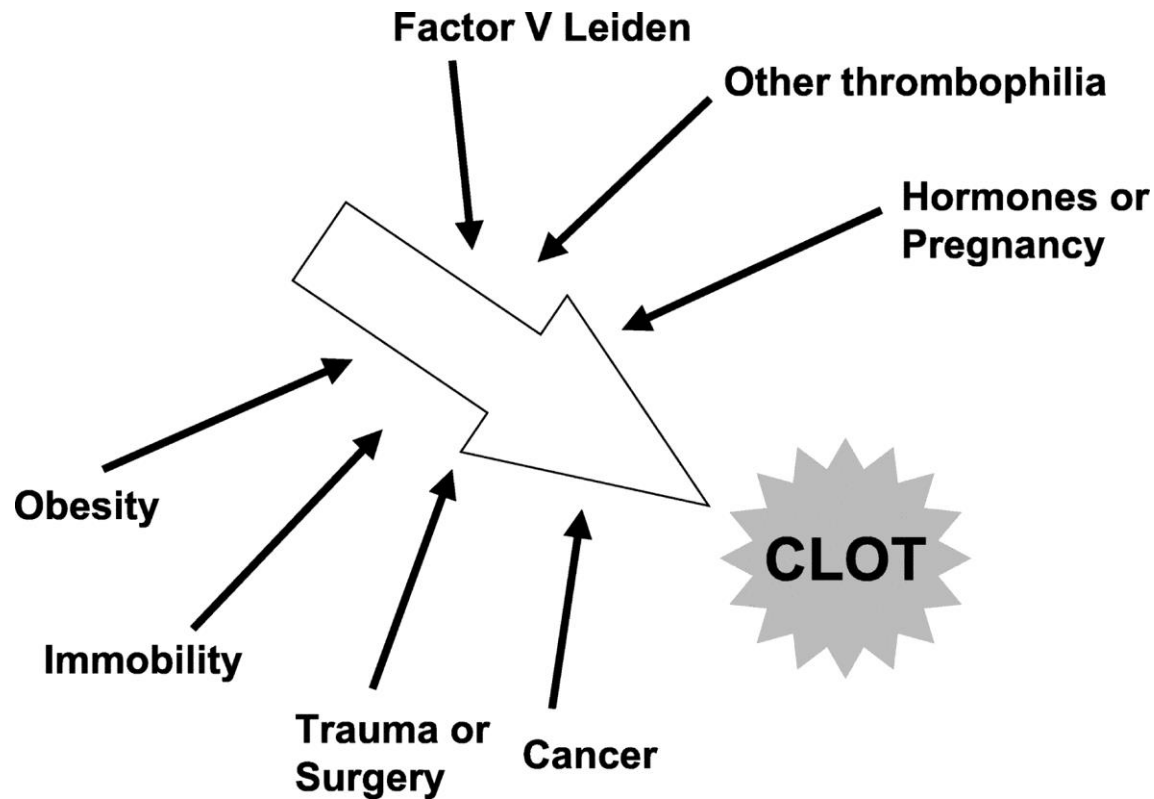 Factor V Leiden
Other thrombophilia
Hormones or
Pregnancy
Obesity
CLOT
Immobility
Trauma or
Surgery
Cancer